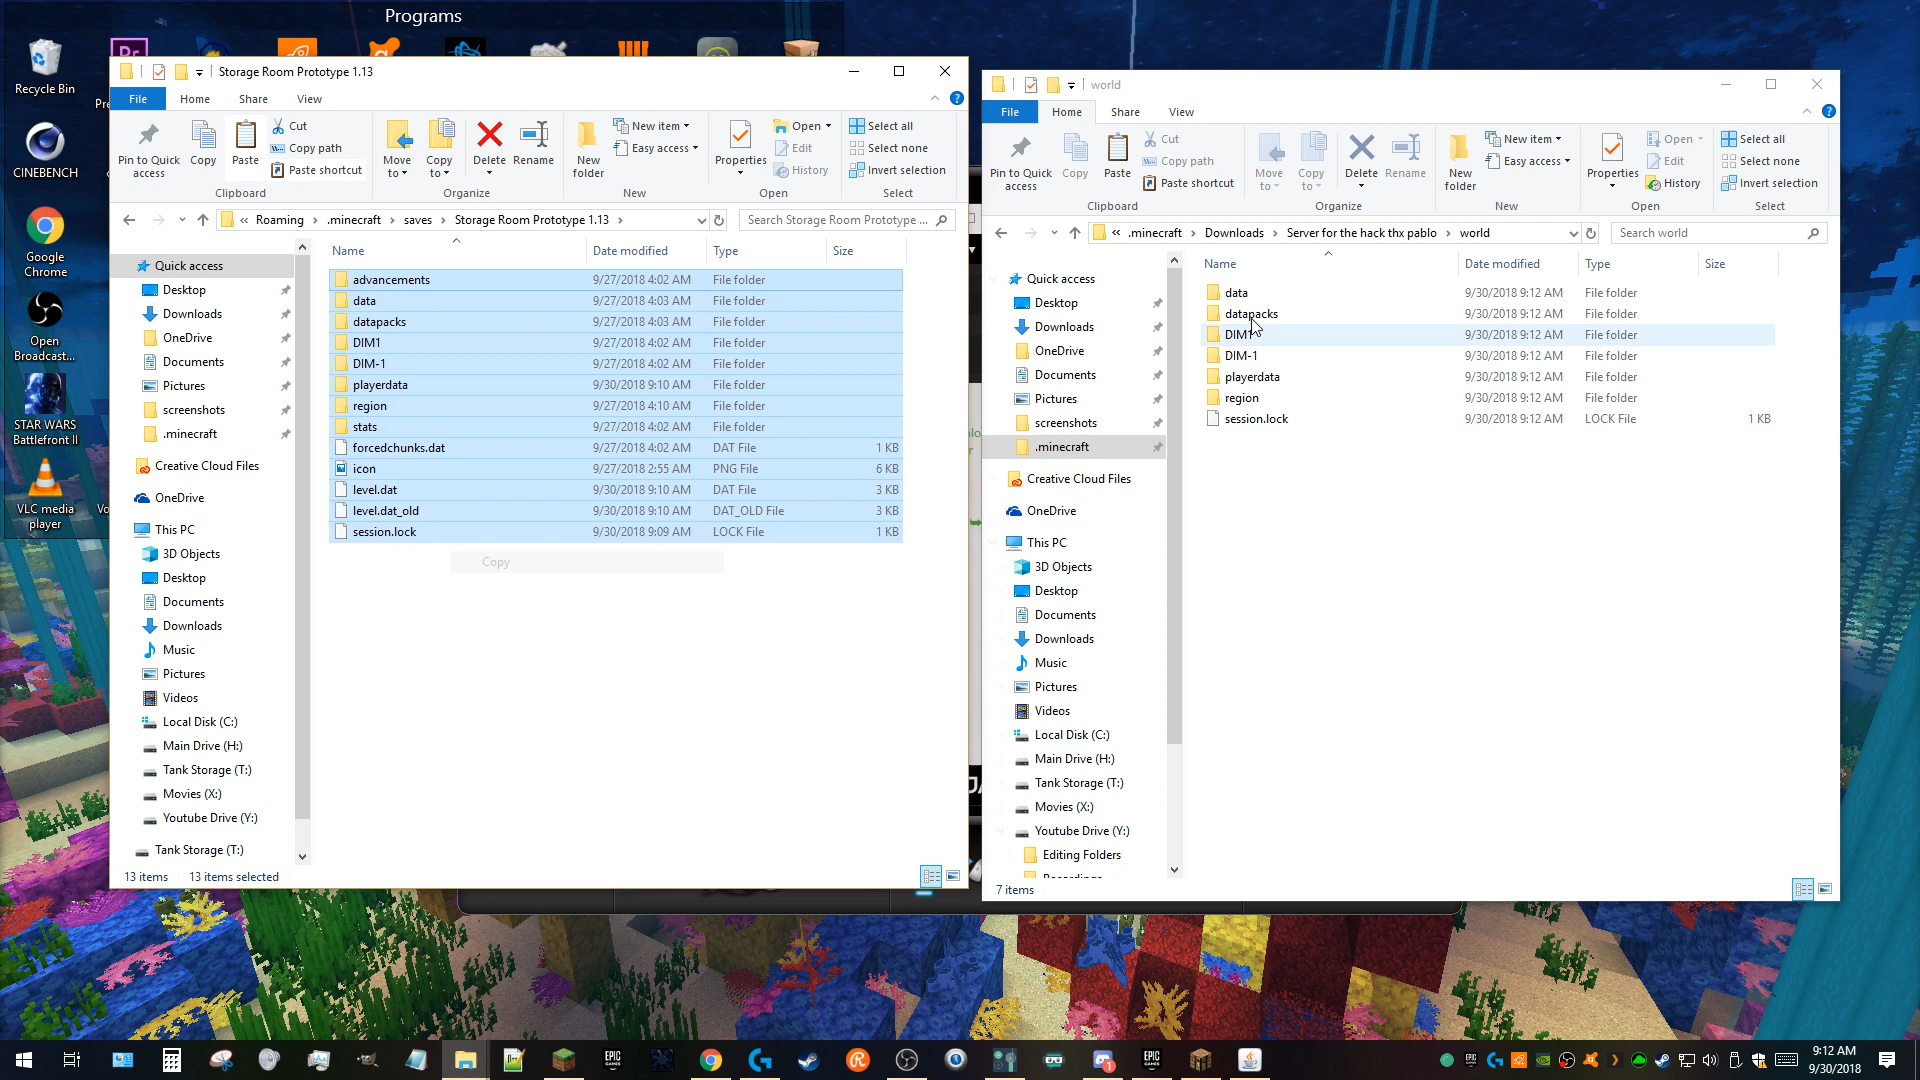 Programs
Recycle Bin
Pr
Pre
CINEBENCH
Google
Chrome
Open
Broadcast...
STAR WARS
Battlefront II
VLC media
player
Vo
Storage Room Prototype 1.13
File
Home
Share
View
Pin to Quick
access
Copy
Paste
Cut
Copy path
Paste shortcut
Clipboard
Move
to
Copy
to
Delete
Rename
Organize
New
folder
New item
Easy access
New
Properties
Open
Edit
History
Open
Select all
Select none
Invert selection
Select
« Roaming › .minecraft › saves › Storage Room Prototype 1.13 ›
Search Storage Room Prototype ...
Name Date modified Type Size
Quick access
Desktop
Downloads
OneDrive
Documents
Pictures
screenshots
.minecraft
Creative Cloud Files
OneDrive
This PC
3D Objects
Desktop
Documents
Downloads
Music
Pictures
Videos
Local Disk (C:)
Main Drive (H:)
Tank Storage (T:)
Movies (X:)
Youtube Drive (Y:)
Tank Storage (T:)
advancements 9/27/2018 4:02 AM File folder
data 9/27/2018 4:03 AM File folder
datapacks 9/27/2018 4:03 AM File folder
DIM1 9/27/2018 4:02 AM File folder
DIM-1 9/27/2018 4:02 AM File folder
playerdata 9/30/2018 9:10 AM File folder
region 9/27/2018 4:10 AM File folder
stats 9/27/2018 4:02 AM File folder
forcedchunks.dat 9/27/2018 4:02 AM DAT File 1 KB
icon 9/27/2018 2:55 AM PNG File 6 KB
level.dat 9/30/2018 9:10 AM DAT File 3 KB
level.dat_old 9/30/2018 9:10 AM DAT_OLD File 3 KB
session.lock 9/30/2018 9:09 AM LOCK File 1 KB
Copy
13 items 13 items selected
world
File
Home
Share
View
Pin to Quick
access
Copy
Paste
Cut
Copy path
Paste shortcut
Clipboard
Move
to
Copy
to
Delete
Rename
Organize
New
folder
New item
Easy access
New
Properties
Open
Edit
History
Open
Select all
Select none
Invert selection
Select
« .minecraft › Downloads › Server for the hack thx pablo › world
Search world
Name Date modified Type Size
Quick access
Desktop
Downloads
OneDrive
Documents
Pictures
screenshots
.minecraft
Creative Cloud Files
OneDrive
This PC
3D Objects
Desktop
Documents
Downloads
Music
Pictures
Videos
Local Disk (C:)
Main Drive (H:)
Tank Storage (T:)
Movies (X:)
Youtube Drive (Y:)
Editing Folders
data 9/30/2018 9:12 AM File folder
datapacks 9/30/2018 9:12 AM File folder
DIM1 9/30/2018 9:12 AM File folder
DIM-1 9/30/2018 9:12 AM File folder
playerdata 9/30/2018 9:12 AM File folder
region 9/30/2018 9:12 AM File folder
session.lock 9/30/2018 9:12 AM LOCK File 1 KB
7 items
EPIC
GAMES
EPIC
GAMES
9:12 AM
9/30/2018